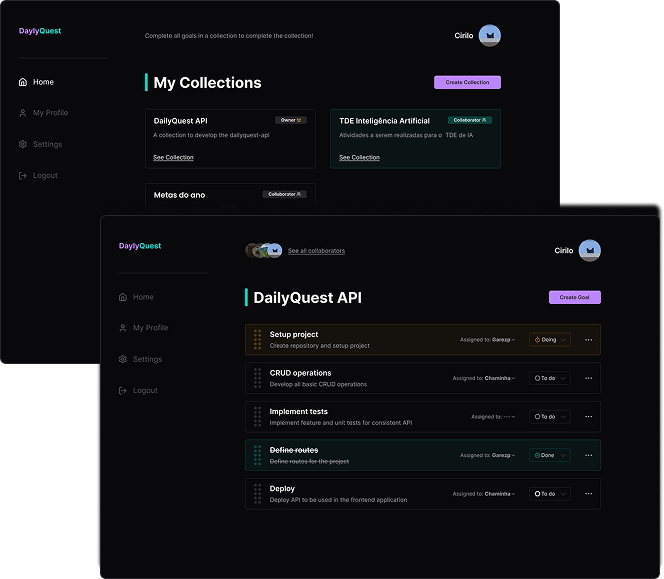 DaylyQuest
Complete all goals in a collection to complete the collection!
Cirilo
Home
My Profile
Settings
Logout
My Collections
Create Collection
DailyQuest API
Owner
A collection to develop the dailyquest-api
See Collection
TDE Inteligência Artificial
Collaborator
Atividades a serem realizadas para o TDE de IA
See Collection
Metas do ano
Collaborator
DaylyQuest
See all collaborators
Cirilo
Home
My Profile
Settings
Logout
DailyQuest API
Create Goal
Setup project
Create repository and setup project
Assigned to: Garezp
Doing
CRUD operations
Develop all basic CRUD operations
Assigned to: Chaminha
To do
Implement tests
Implement feature and unit tests for consistent API
Assigned to: ---
To do
Define routes
Define routes for the project
Assigned to: Garezp
Done
Deploy
Deploy API to be used in the frontend application
Assigned to: Chaminha
To do